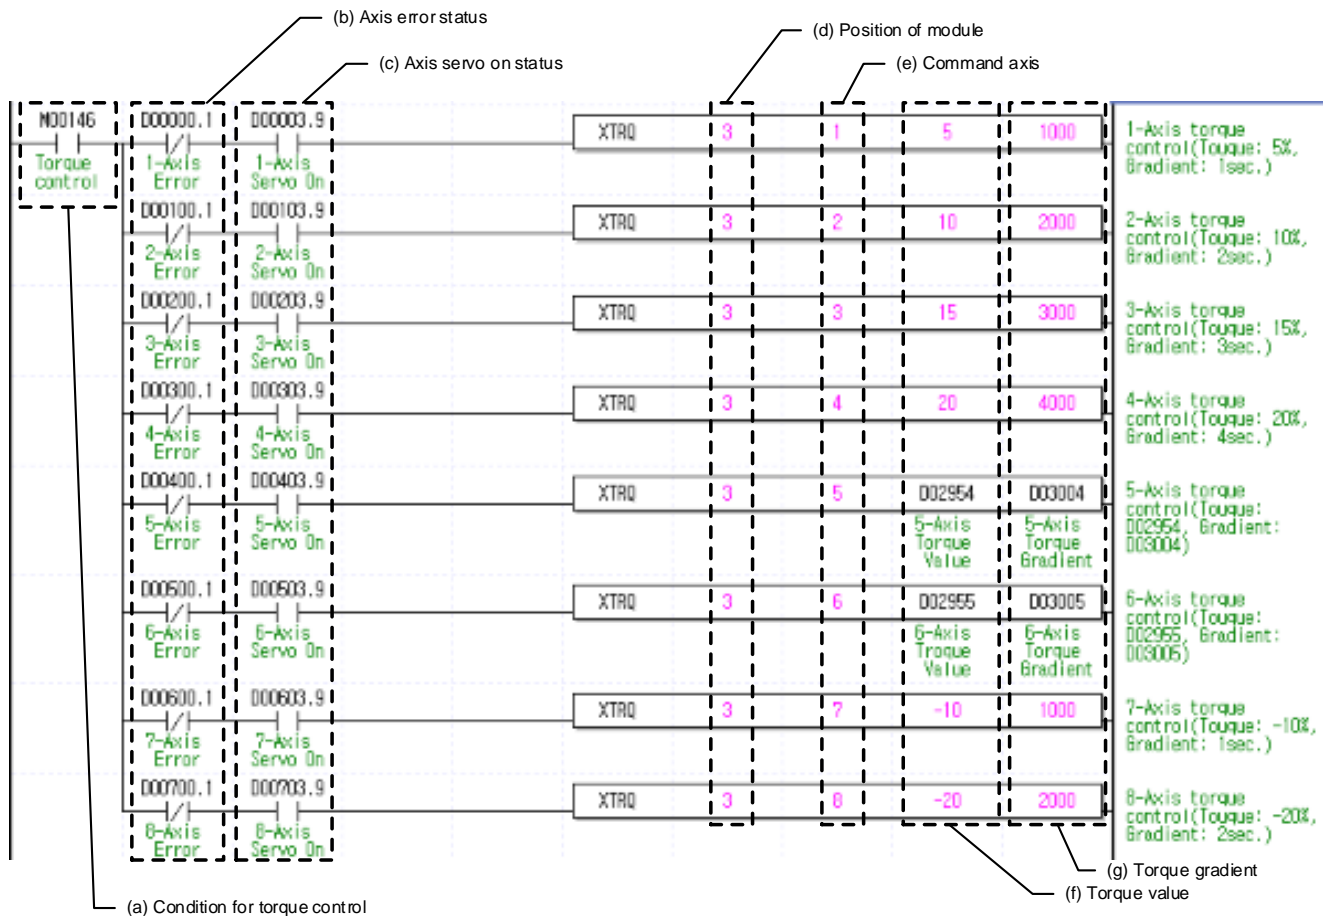 (b) Axis error status
(d) Position of module
(c) Axis servo on status
(e) Command axis
M00146 D00000.1 D00003.9 XTRQ 3 1 5 1000
Torque control
1-Axis Error
1-Axis Servo On
1-Axis torque
control(Touque: 5%,
Gradient: 1sec.)
D00100.1 D00103.9 XTRQ 3 2 10 2000
2-Axis Error
2-Axis Servo On
2-Axis torque
control(Touque: 10%,
Gradient: 2sec.)
D00200.1 D00203.9 XTRQ 3 3 15 3000
3-Axis Error
3-Axis Servo On
3-Axis torque
control(Touque: 15%,
Gradient: 3sec.)
D00300.1 D00303.9 XTRQ 3 4 20 4000
4-Axis Error
4-Axis Servo On
4-Axis torque
control(Touque: 20%,
Gradient: 4sec.)
D00400.1 D00403.9 XTRQ 3 5 D02954 D03004
5-Axis Error
5-Axis Servo On
5-Axis Torque Value
5-Axis Torque Gradient
5-Axis torque
control(Touque:
D02954, Gradient:
D03004)
D00500.1 D00503.9 XTRQ 3 6 D02955 D03005
6-Axis Error
6-Axis Servo On
6-Axis Troque Value
6-Axis Torque Gradient
6-Axis torque
control(Touque:
D02955, Gradient:
D03005)
D00600.1 D00603.9 XTRQ 3 7 -10 1000
7-Axis Error
7-Axis Servo On
7-Axis torque
control(Touque: -10%,
Gradient: 1sec.)
D00700.1 D00703.9 XTRQ 3 8 -20 2000
8-Axis Error
8-Axis Servo On
8-Axis torque
control(Touque: -20%,
Gradient: 2sec.)
(g) Torque gradient
(f) Torque value
(a) Condition for torque control